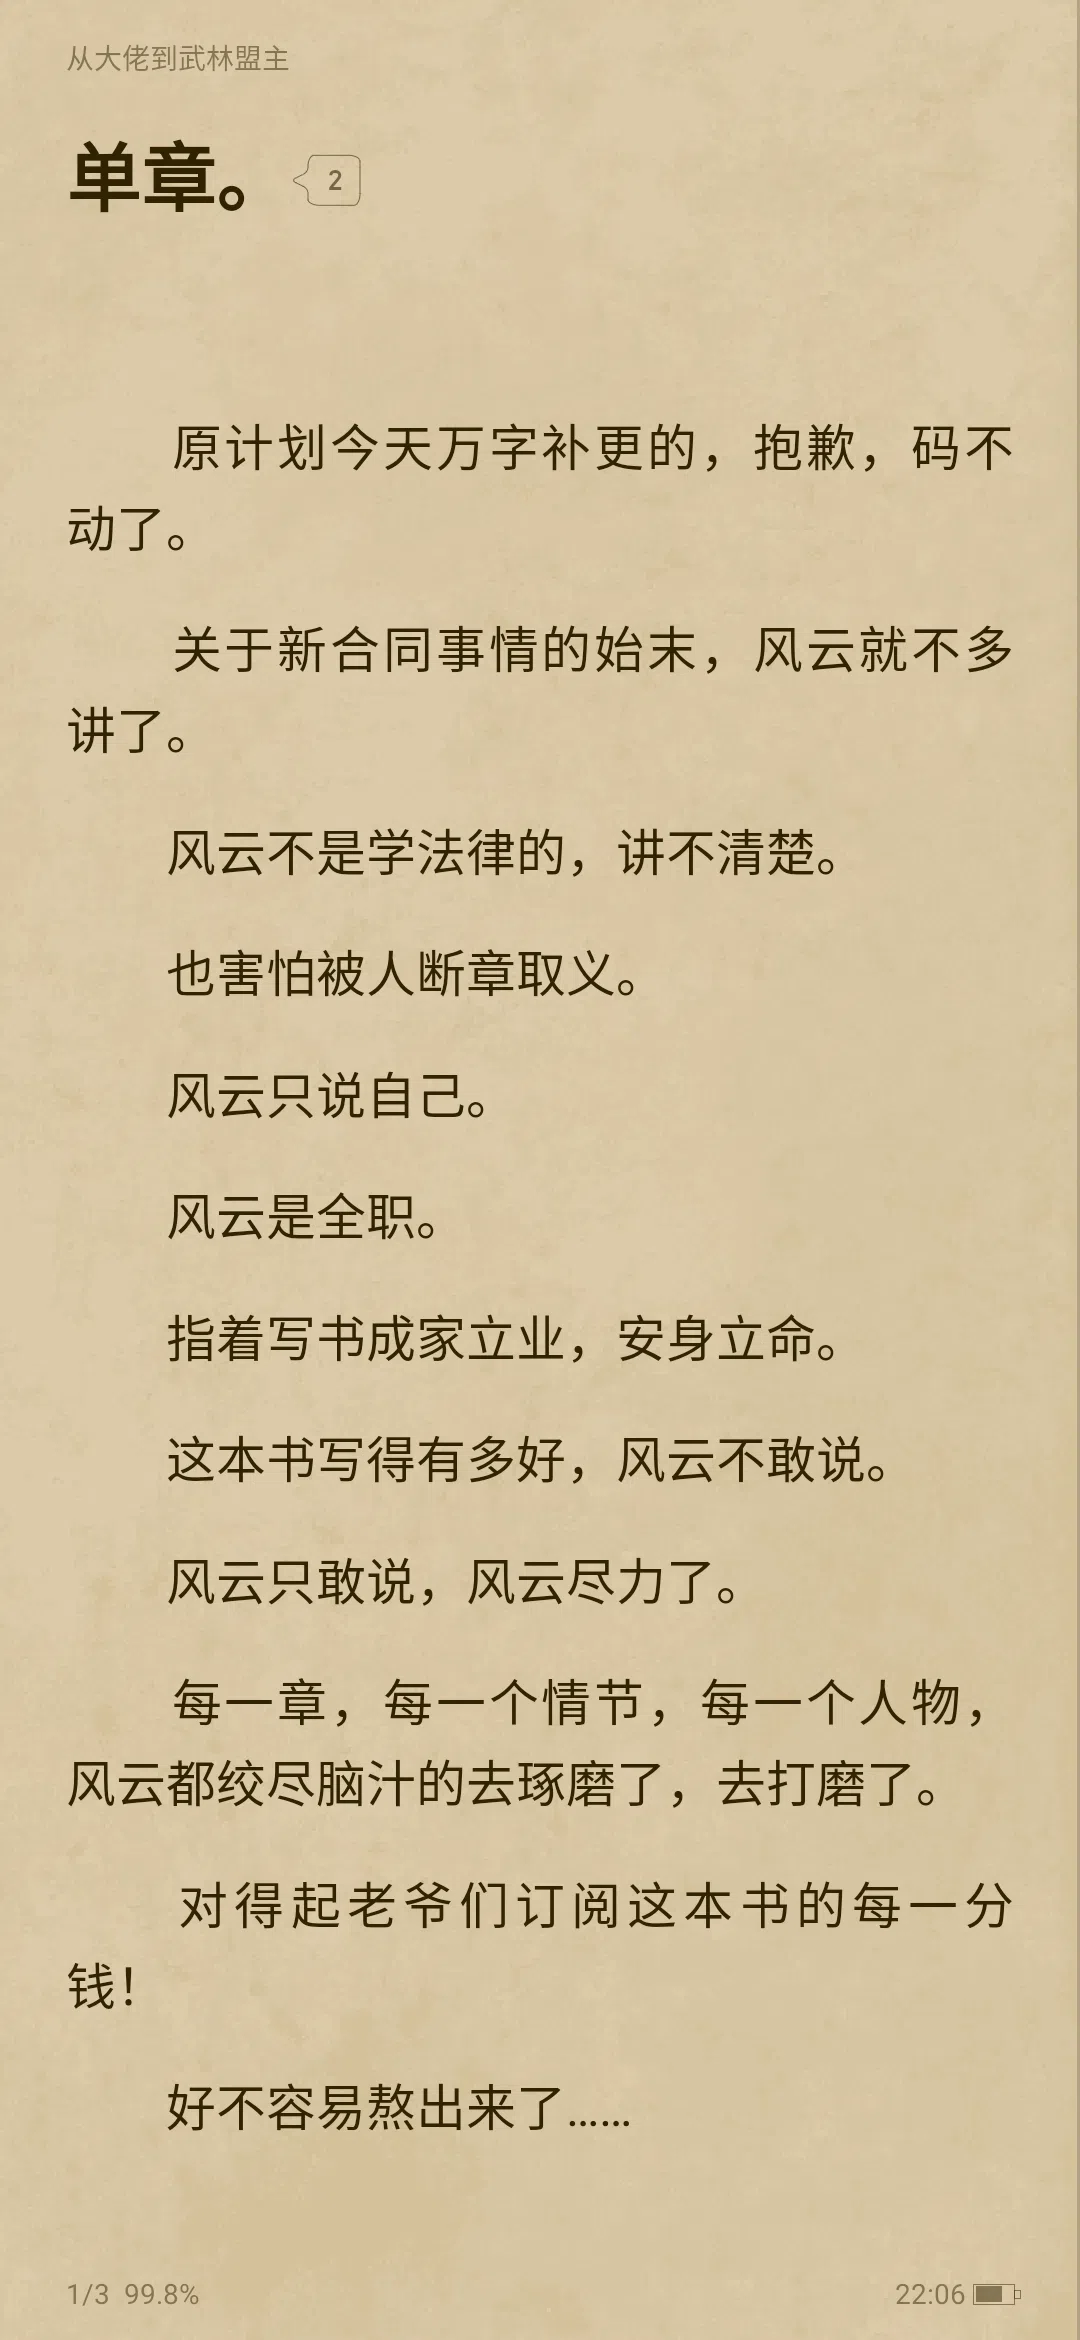 从大佬到武林盟主
单章。
2
原计划今天万字补更的，抱歉，码不
动了。
关于新合同事情的始末，风云就不多
讲了。
风云不是学法律的，讲不清楚。
也害怕被人断章取义。
风云只说自己。
风云是全职。
指着写书成家立业，安身立命。
这本书写得有多好，风云不敢说。
风云只敢说，风云尽力了。
每一章，每一个情节，每一个人物，
风云都绞尽脑汁的去琢磨了，去打磨了。
对得起老爷们订阅这本书的每一分
钱！
好不容易熬出来了……
1/3 99.8%
22:06